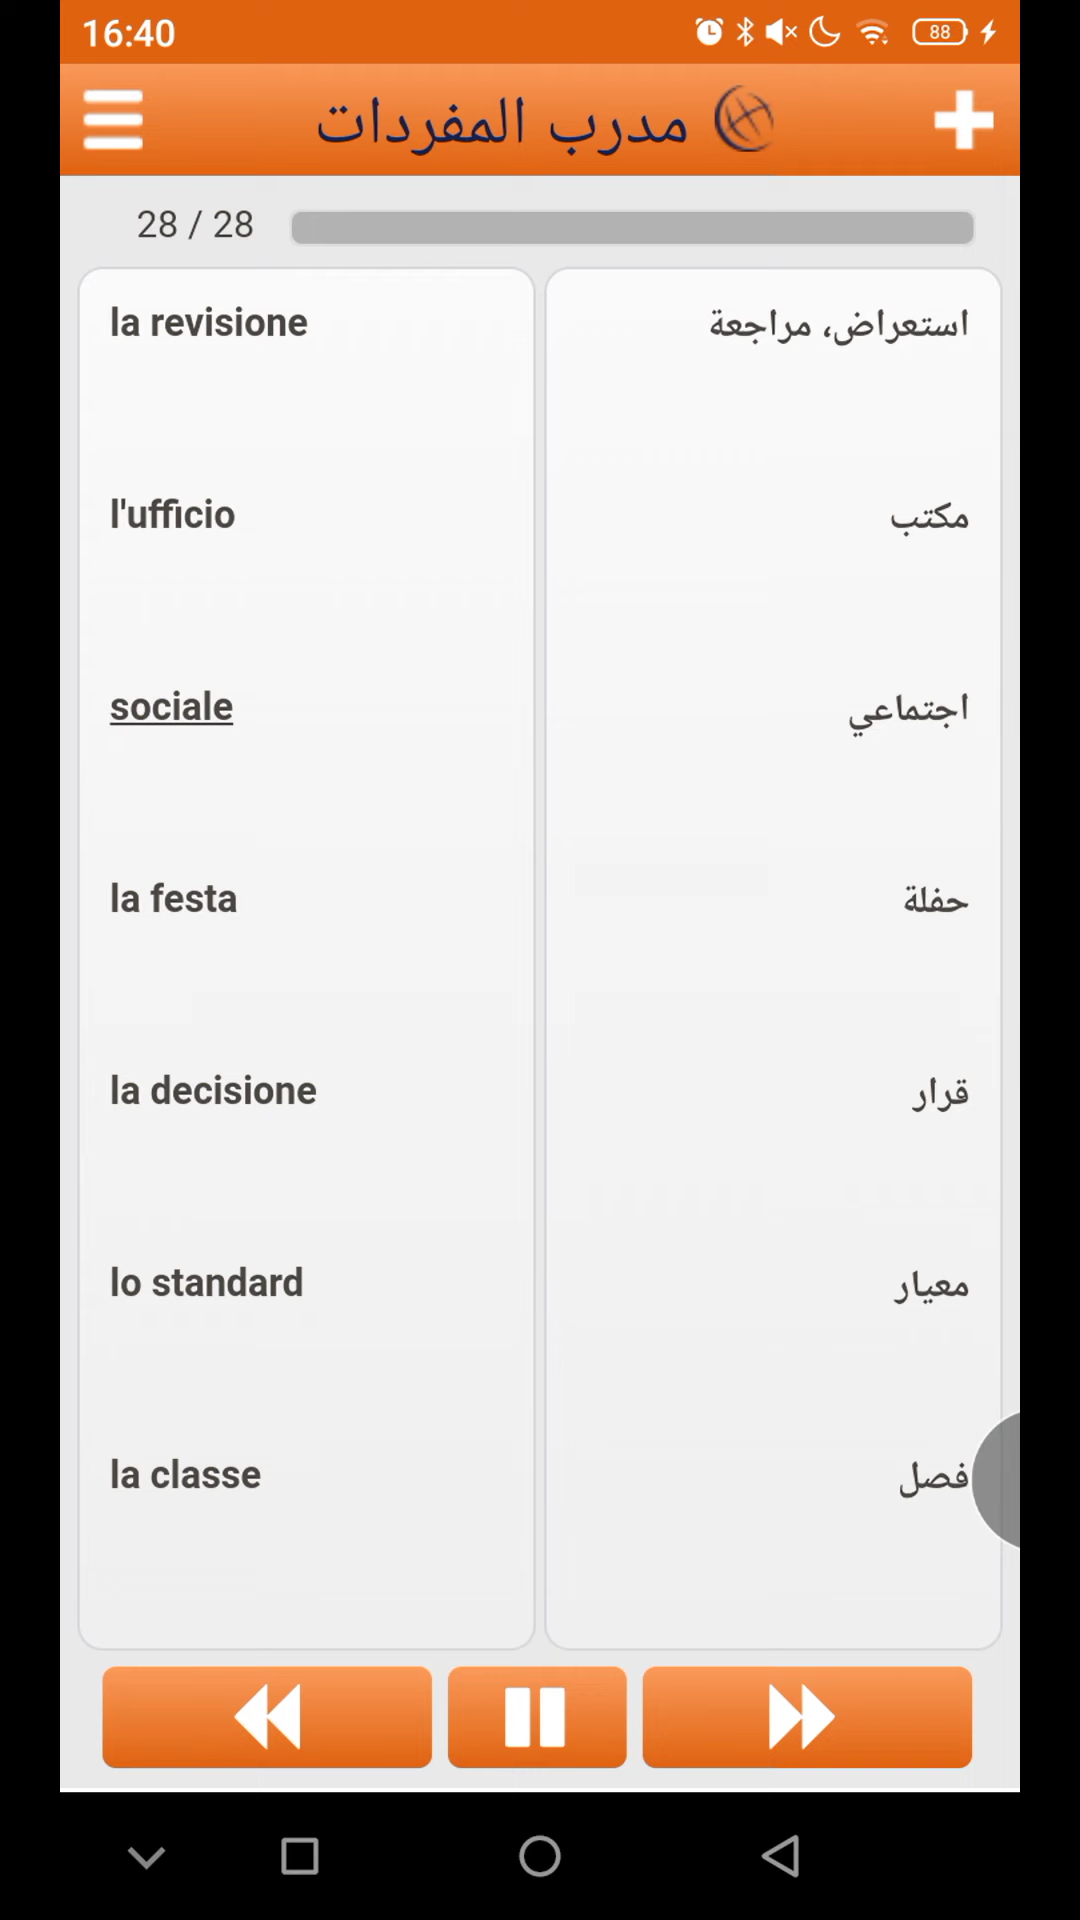 16:40
88
مدرب المفردات
28 / 28
la revisione
استعراض، مراجعة
l'ufficio
مكتب
sociale
اجتماعي
la festa
حفلة
la decisione
قرار
lo standard
معيار
la classe
فصل